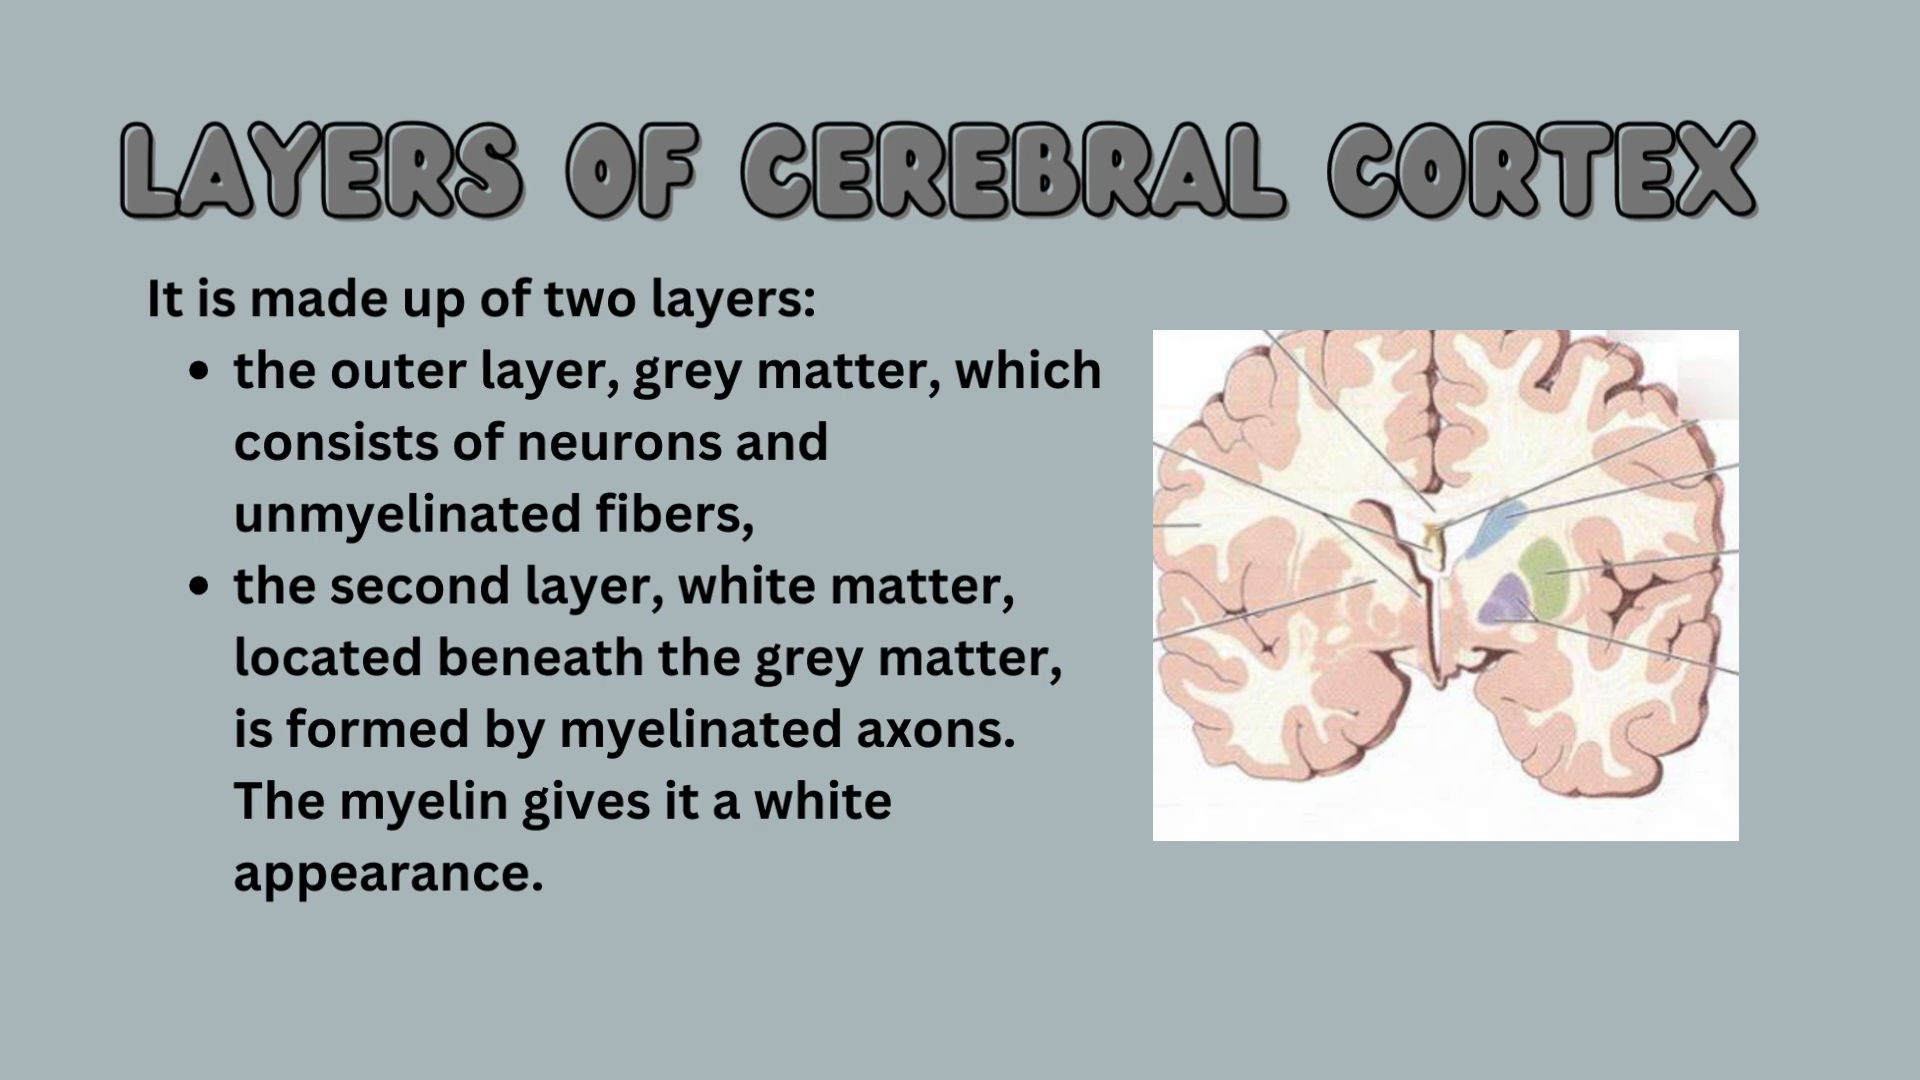 LAYERS OF CEREBRAL CORTEX
It is made up of two layers:
• the outer layer, grey matter, which
consists of neurons and
unmyelinated fibers,
• the second layer, white matter,
located beneath the grey matter,
is formed by myelinated axons.
The myelin gives it a white
appearance.